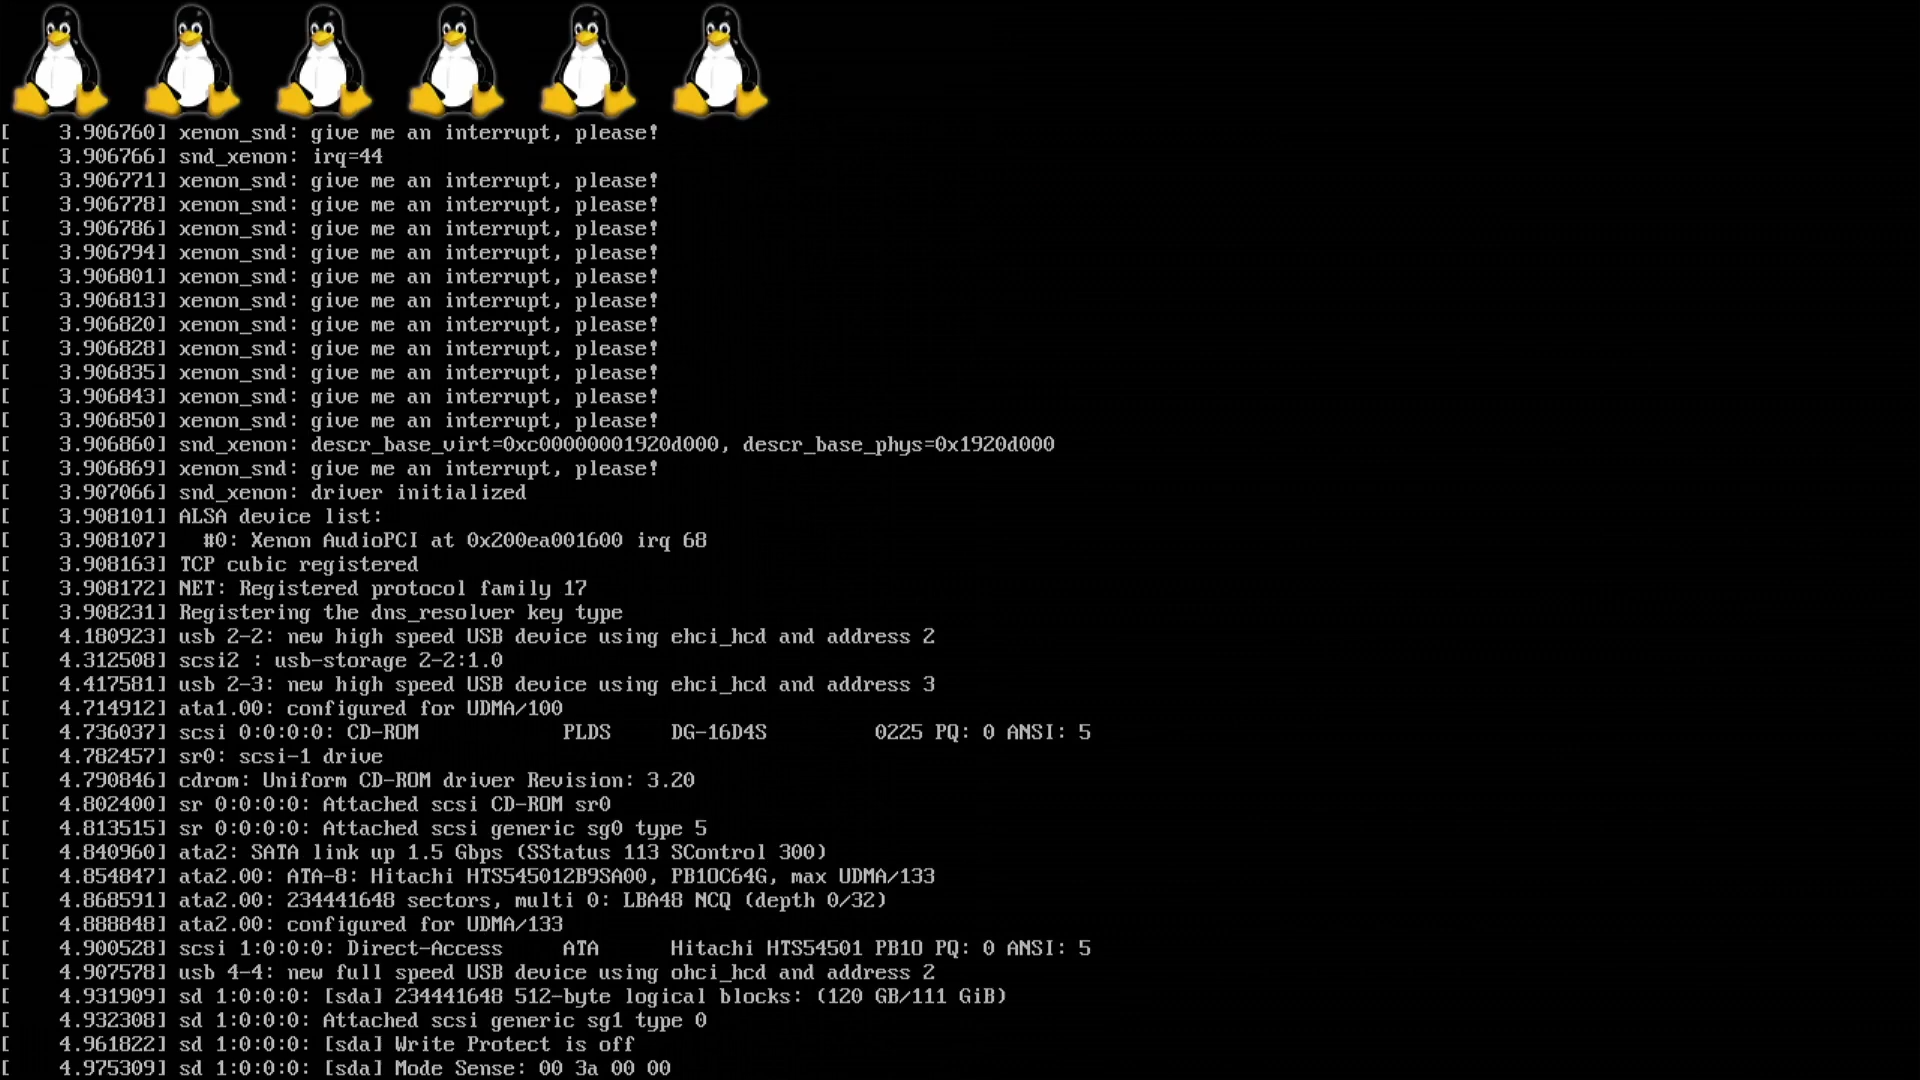 [    3.906760] xenon_snd: give me an interrupt, please!
[    3.906766] snd_xenon: irq=44
[    3.906771] xenon_snd: give me an interrupt, please!
[    3.906778] xenon_snd: give me an interrupt, please!
[    3.906786] xenon_snd: give me an interrupt, please!
[    3.906794] xenon_snd: give me an interrupt, please!
[    3.906801] xenon_snd: give me an interrupt, please!
[    3.906813] xenon_snd: give me an interrupt, please!
[    3.906820] xenon_snd: give me an interrupt, please!
[    3.906828] xenon_snd: give me an interrupt, please!
[    3.906835] xenon_snd: give me an interrupt, please!
[    3.906843] xenon_snd: give me an interrupt, please!
[    3.906850] xenon_snd: give me an interrupt, please!
[    3.906860] snd_xenon: descr_base_virt=0xc00000001920d000, descr_base_phys=0x1920d000
[    3.906869] xenon_snd: give me an interrupt, please!
[    3.907066] snd_xenon: driver initialized
[    3.908101] ALSA device list:
[    3.908107]   #0: Xenon AudioPCI at 0x200ea001600 irq 68
[    3.908163] TCP cubic registered
[    3.908172] NET: Registered protocol family 17
[    3.908231] Registering the dns_resolver key type
[    4.180923] usb 2-2: new high speed USB device using ehci_hcd and address 2
[    4.312508] scsi2 : usb-storage 2-2:1.0
[    4.417581] usb 2-3: new high speed USB device using ehci_hcd and address 3
[    4.714912] ata1.00: configured for UDMA/100
[    4.736037] scsi 0:0:0:0: CD-ROM            PLDS     DG-16D4S         0225 PQ: 0 ANSI: 5
[    4.782457] sr0: scsi-1 drive
[    4.790846] cdrom: Uniform CD-ROM driver Revision: 3.20
[    4.802400] sr 0:0:0:0: Attached scsi CD-ROM sr0
[    4.813515] sr 0:0:0:0: Attached scsi generic sg0 type 5
[    4.840960] ata2: SATA link up 1.5 Gbps (SStatus 113 SControl 300)
[    4.854847] ata2.00: ATA-8: Hitachi HTS545012B9SA00, PB1OC64G, max UDMA/133
[    4.868591] ata2.00: 234441648 sectors, multi 0: LBA48 NCQ (depth 0/32)
[    4.888848] ata2.00: configured for UDMA/133
[    4.900528] scsi 1:0:0:0: Direct-Access     ATA      Hitachi HTS54501 PB1O PQ: 0 ANSI: 5
[    4.907578] usb 4-4: new full speed USB device using ohci_hcd and address 2
[    4.931909] sd 1:0:0:0: [sda] 234441648 512-byte logical blocks: (120 GB/111 GiB)
[    4.932308] sd 1:0:0:0: Attached scsi generic sg1 type 0
[    4.961822] sd 1:0:0:0: [sda] Write Protect is off
[    4.975309] sd 1:0:0:0: [sda] Mode Sense: 00 3a 00 00